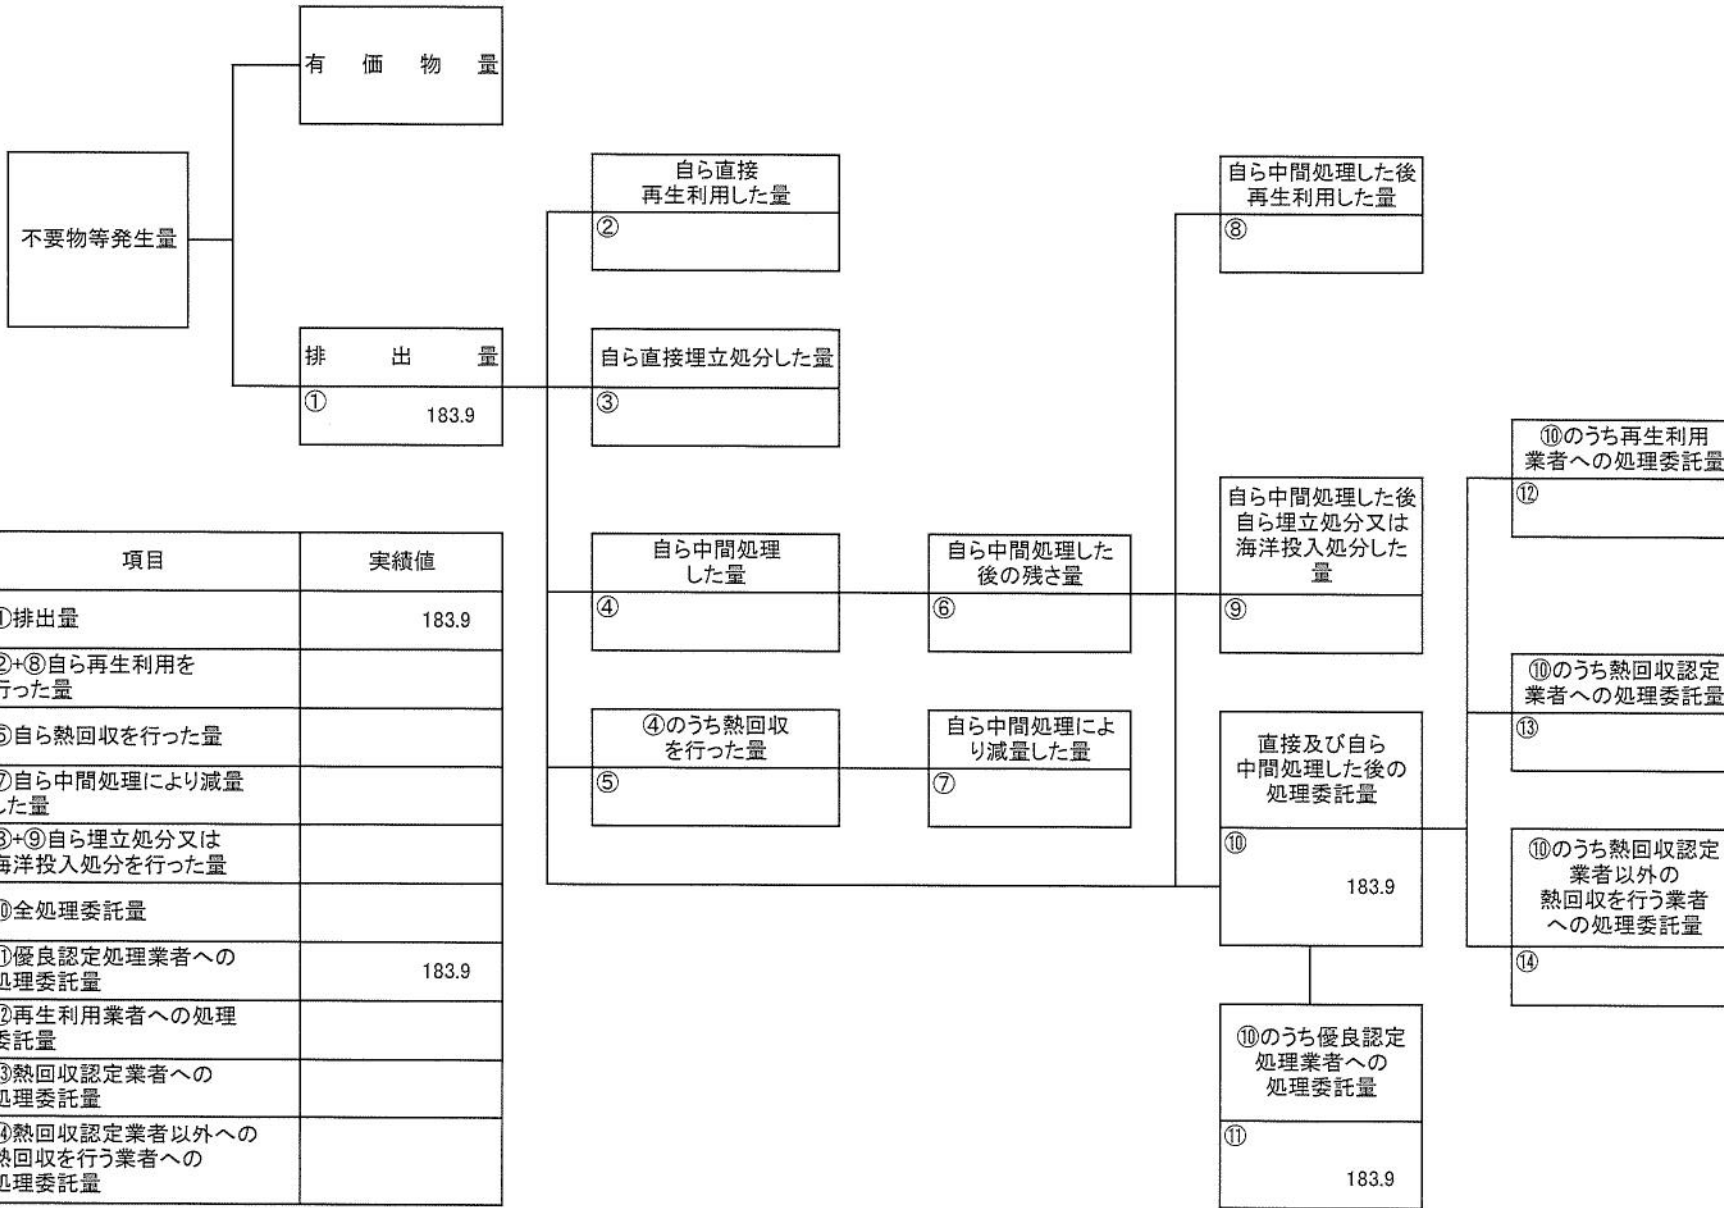 有価物量
不要物等発生量
排出量
①
183.9
自ら直接
再生利用した量
②
自ら直接埋立処分した量
③
自ら中間処理
した量
④
④のうち熱回収
を行った量
⑤
自ら中間処理した
後の残さ量
⑥
自ら中間処理によ
り減量した量
⑦
自ら中間処理した後
再生利用した量
⑧
自ら中間処理した後
自ら埋立処分又は
海洋投入処分した
量
⑨
直接及び自ら
中間処理した後の
処理委託量
⑩
183.9
⑩のうち優良認定
処理業者への
処理委託量
⑪
183.9
⑩のうち再生利用
業者への処理委託量
⑫
⑩のうち熱回収認定
業者への処理委託量
⑬
⑩のうち熱回収認定
業者以外の
熱回収を行う業者
への処理委託量
⑭
項目 実績値
①排出量 183.9
②+⑧自ら再生利用を
行った量
⑤自ら熱回収を行った量
⑦自ら中間処理により減量
した量
③+⑨自ら埋立処分又は
海洋投入処分を行った量
⑩全処理委託量
⑪優良認定処理業者への
処理委託量 183.9
⑫再生利用業者への処理
委託量
⑬熱回収認定業者への
処理委託量
⑭熱回収認定業者以外への
熱回収を行う業者への
処理委託量